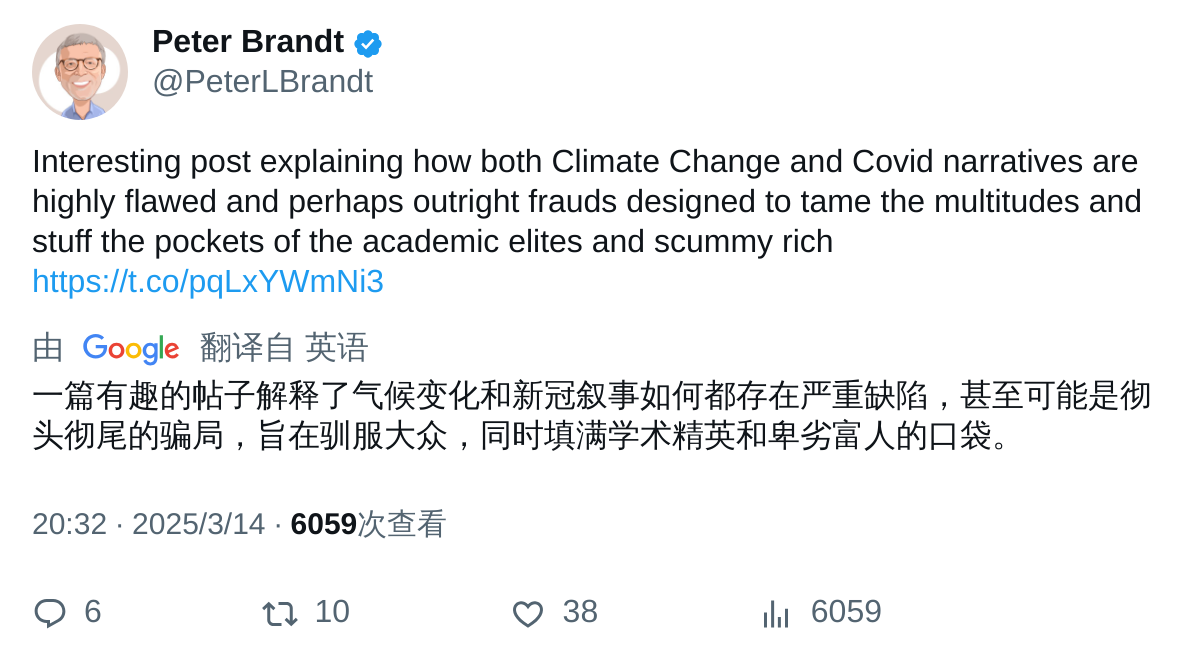 Peter Brandt
@PeterLBrandt
Interesting post explaining how both Climate Change and Covid narratives are
highly flawed and perhaps outright frauds designed to tame the multitudes and
stuff the pockets of the academic elites and scummy rich
https://t.co/pqLxYWmNi3
由 Google 翻译自 英语
一篇有趣的帖子解释了气候变化和新冠叙事如何都存在严重缺陷，甚至可能是彻
头彻尾的骗局，旨在驯服大众，同时填满学术精英和卑劣富人的口袋。
20:32 · 2025/3/14 · 6059次查看
6 10 38 6059